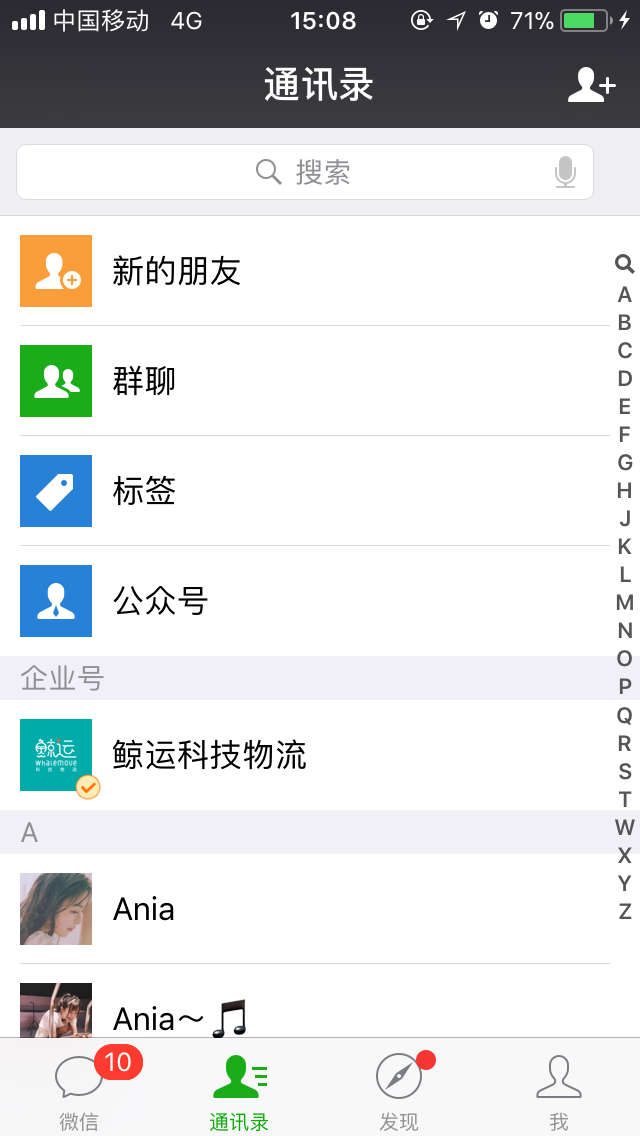 中国移动 4G 15:08 71%
通讯录
搜索
新的朋友
群聊
标签
公众号
企业号
鲸运
whalemove
科技物流
鲸运科技物流
A
Ania
Ania～🎵
A
B
C
D
E
F
G
H
J
K
L
M
N
O
P
Q
R
S
T
W
X
Y
Z
10
微信 通讯录 发现 我